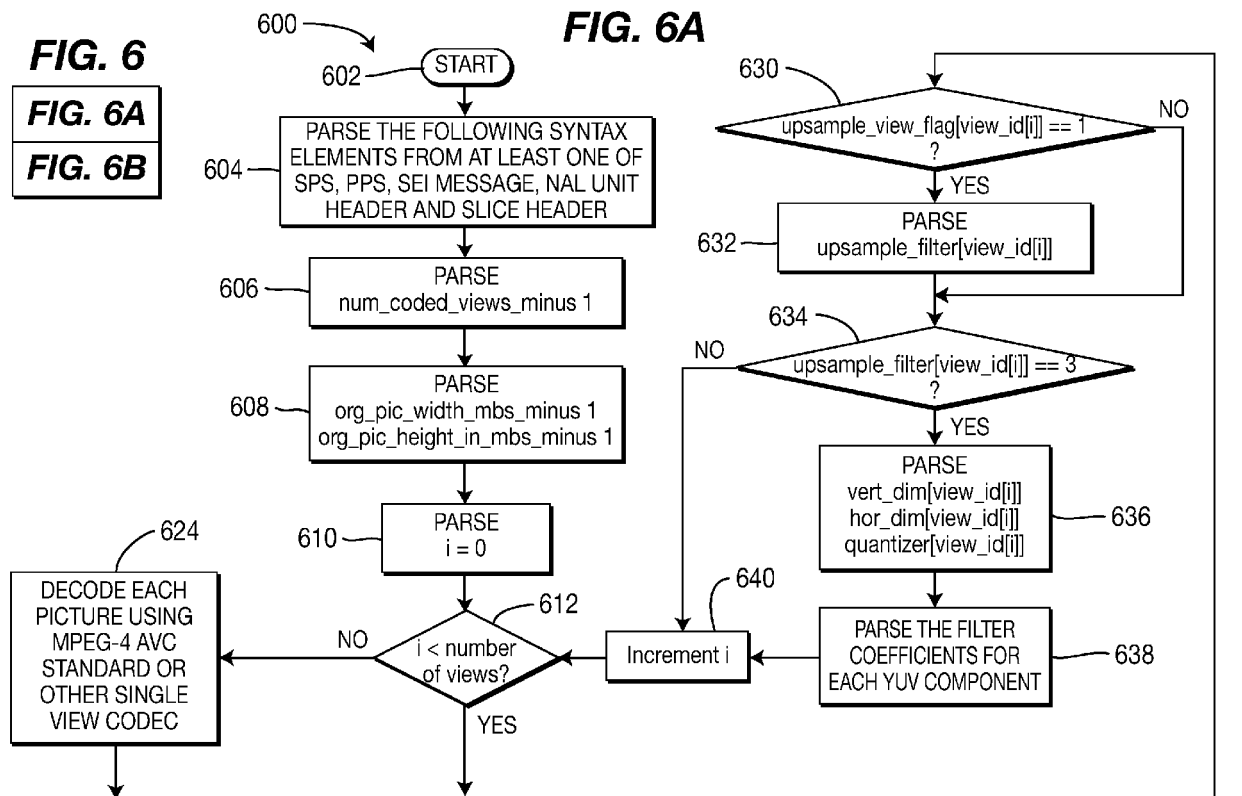 FIG. 6
FIG. 6A
FIG. 6B
FIG. 6A
600
602
START
604
PARSE THE FOLLOWING SYNTAX
ELEMENTS FROM AT LEAST ONE OF
SPS, PPS, SEI MESSAGE, NAL UNIT
HEADER AND SLICE HEADER
606
PARSE
num_coded_views_minus 1
608
PARSE
org_pic_width_mbs_minus 1
org_pic_height_in_mbs_minus 1
610
PARSE
i = 0
612
i < number
of views?
NO
YES
624
DECODE EACH
PICTURE USING
MPEG-4 AVC
STANDARD OR
OTHER SINGLE
VIEW CODEC
630
upsample_view_flag[view_id[i]] == 1
?
NO
YES
632
PARSE
upsample_filter[view_id[i]]
634
upsample_filter[view_id[i]] == 3
?
NO
YES
PARSE
vert_dim[view_id[i]]
hor_dim[view_id[i]]
quantizer[view_id[i]]
636
PARSE THE FILTER
COEFFICIENTS FOR
EACH YUV COMPONENT
638
640
Increment i